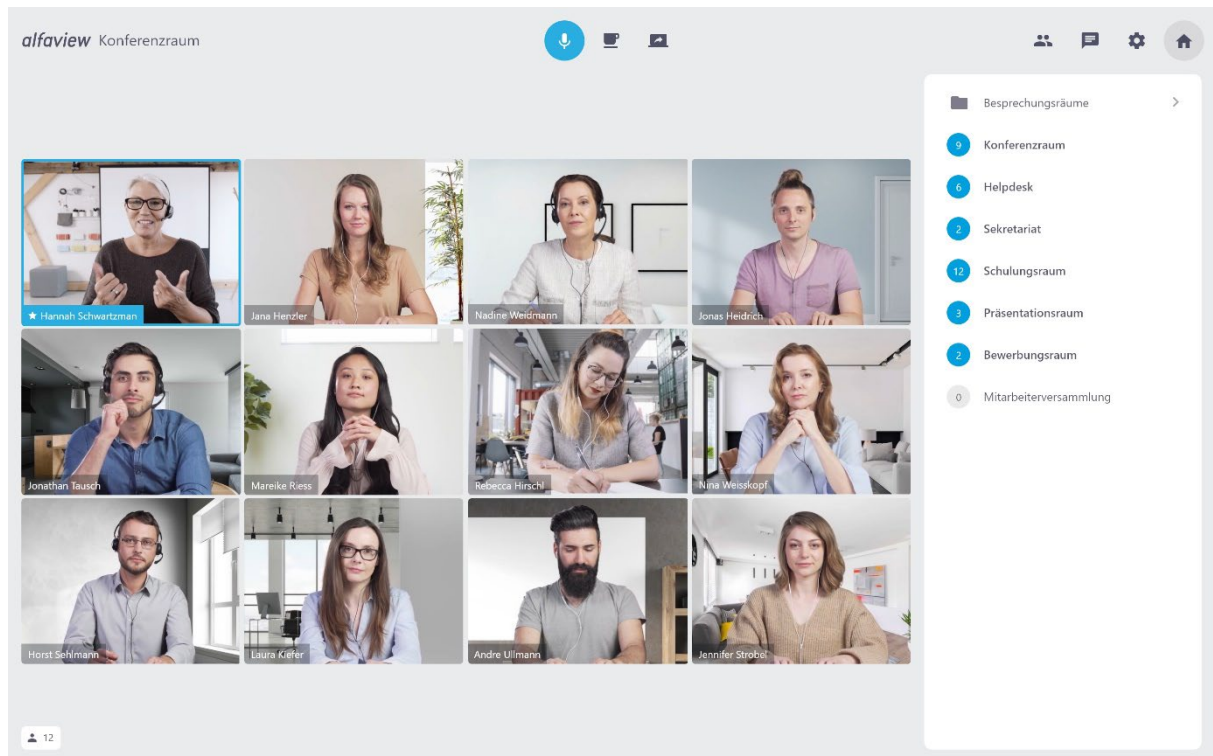 alfaview Konferenzraum
Besprechungsräume
9 Konferenzraum
6 Helpdesk
2 Sekretariat
12 Schulungsraum
3 Präsentationsraum
2 Bewerbungsraum
0 Mitarbeiterversammlung
Hannah Schwartzman
Jana Henzler
Nadine Weidmann
Jonas Heidrich
Jonathan Tausch
Mareike Riess
Rebecca Hirschl
Nina Weisskopf
Horst Sehlmann
Laura Kiefer
Andre Ullmann
Jennifer Strobel
12